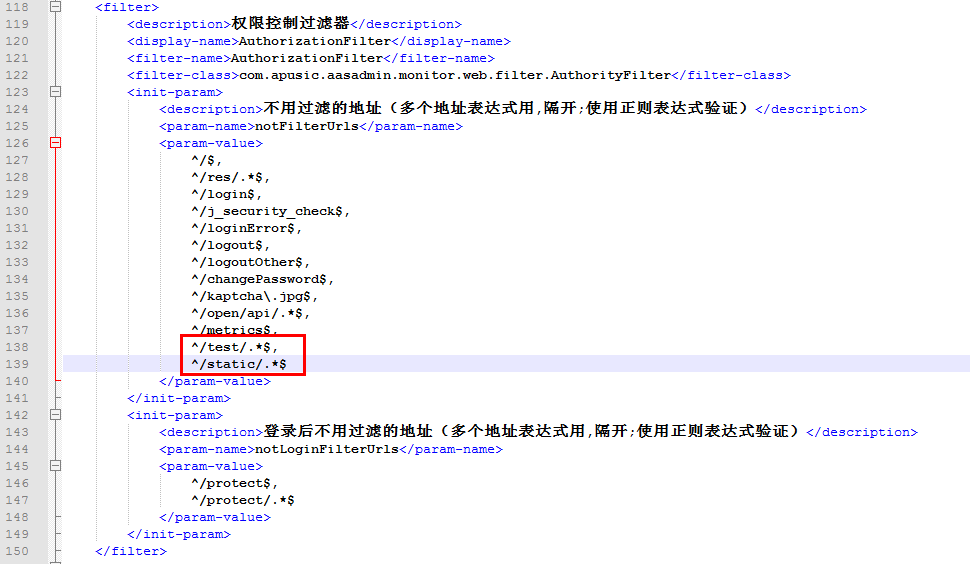 118 <filter>
119 <description>权限控制过滤器</description>
120 <display-name>AuthorizationFilter</display-name>
121 <filter-name>AuthorizationFilter</filter-name>
122 <filter-class>com.apusic.aasadmin.monitor.web.filter.AuthorityFilter</filter-class>
123 <init-param>
124 <description>不用过滤的地址（多个地址表达式用,隔开;使用正则表达式验证）</description>
125 <param-name>notFilterUrls</param-name>
126 <param-value>
127 ^/$,
128 ^/res/.*$,
129 ^/login$,
130 ^/j_security_check$,
131 ^/loginError$,
132 ^/logout$,
133 ^/logoutOther$,
134 ^/changePassword$,
135 ^/kaptcha\.jpg$,
136 ^/open/api/.*$,
137 ^/metrics$,
138 ^/test/.*$,
139 ^/static/.*$
140 </param-value>
141 </init-param>
142 <init-param>
143 <description>登录后不用过滤的地址（多个地址表达式用,隔开;使用正则表达式验证）</description>
144 <param-name>notLoginFilterUrls</param-name>
145 <param-value>
146 ^/protect$,
147 ^/protect/.*$
148 </param-value>
149 </init-param>
150 </filter>